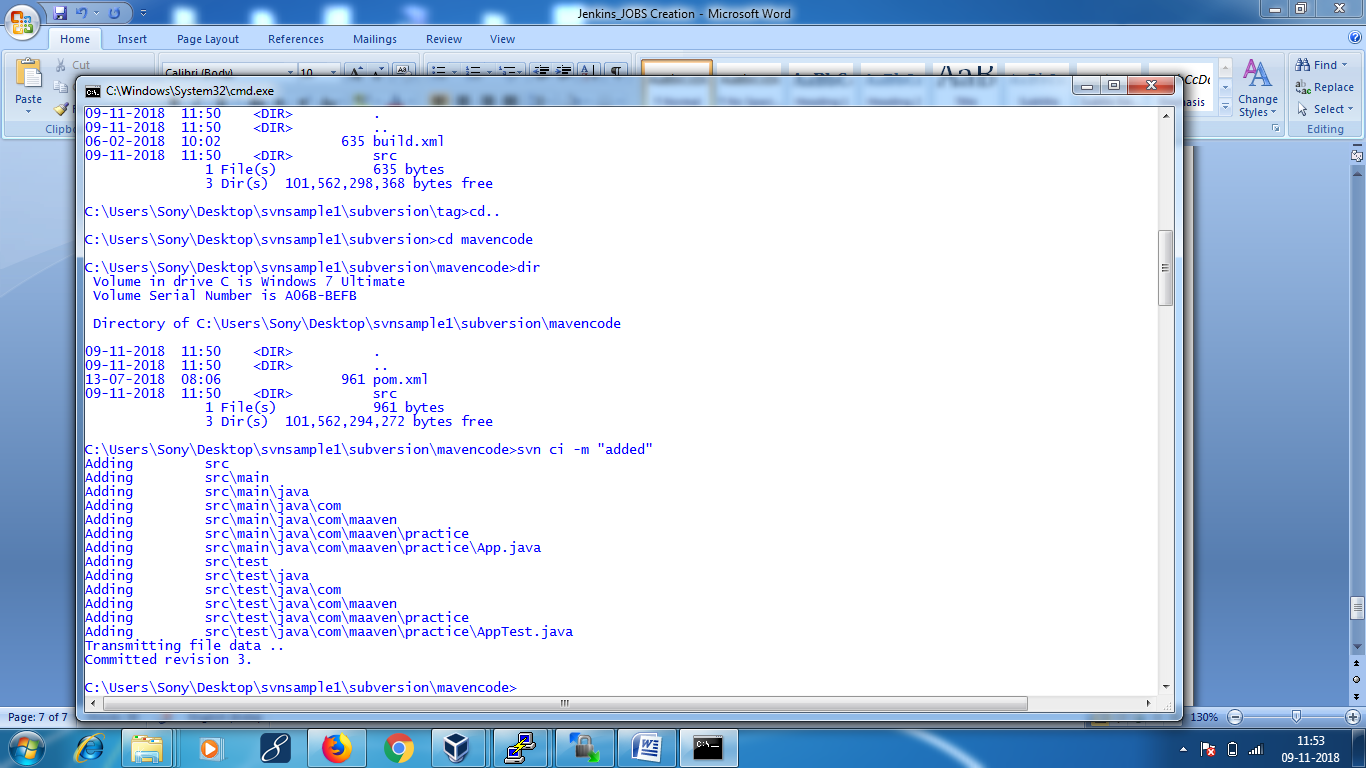 Jenkins_JOBS Creation - Microsoft Word
Home Insert Page Layout References Mailings Review View
Cut
Calibri (Body) 10
Paste
Change Styles
Find
Replace
Select
Editing
C:\Windows\System32\cmd.exe
09-11-2018  11:50    <DIR>          .
09-11-2018  11:50    <DIR>          ..
06-02-2018  10:02               635 build.xml
09-11-2018  11:50    <DIR>          src
               1 File(s)            635 bytes
               3 Dir(s)  101,562,298,368 bytes free
C:\Users\Sony\Desktop\svnsample1\subversion\tag>cd..
C:\Users\Sony\Desktop\svnsample1\subversion>cd mavencode
C:\Users\Sony\Desktop\svnsample1\subversion\mavencode>dir
 Volume in drive C is Windows 7 Ultimate
 Volume Serial Number is A06B-BEFB
 Directory of C:\Users\Sony\Desktop\svnsample1\subversion\mavencode
09-11-2018  11:50    <DIR>          .
09-11-2018  11:50    <DIR>          ..
13-07-2018  08:06               961 pom.xml
09-11-2018  11:50    <DIR>          src
               1 File(s)            961 bytes
               3 Dir(s)  101,562,294,272 bytes free
C:\Users\Sony\Desktop\svnsample1\subversion\mavencode>svn ci -m "added"
Adding         src
Adding         src\main
Adding         src\main\java
Adding         src\main\java\com
Adding         src\main\java\com\maaven
Adding         src\main\java\com\maaven\practice
Adding         src\main\java\com\maaven\practice\App.java
Adding         src\test
Adding         src\test\java
Adding         src\test\java\com
Adding         src\test\java\com\maaven
Adding         src\test\java\com\maaven\practice
Adding         src\test\java\com\maaven\practice\AppTest.java
Transmitting file data ..
Committed revision 3.
C:\Users\Sony\Desktop\svnsample1\subversion\mavencode>
Page: 7 of 7
130%
11:53
09-11-2018